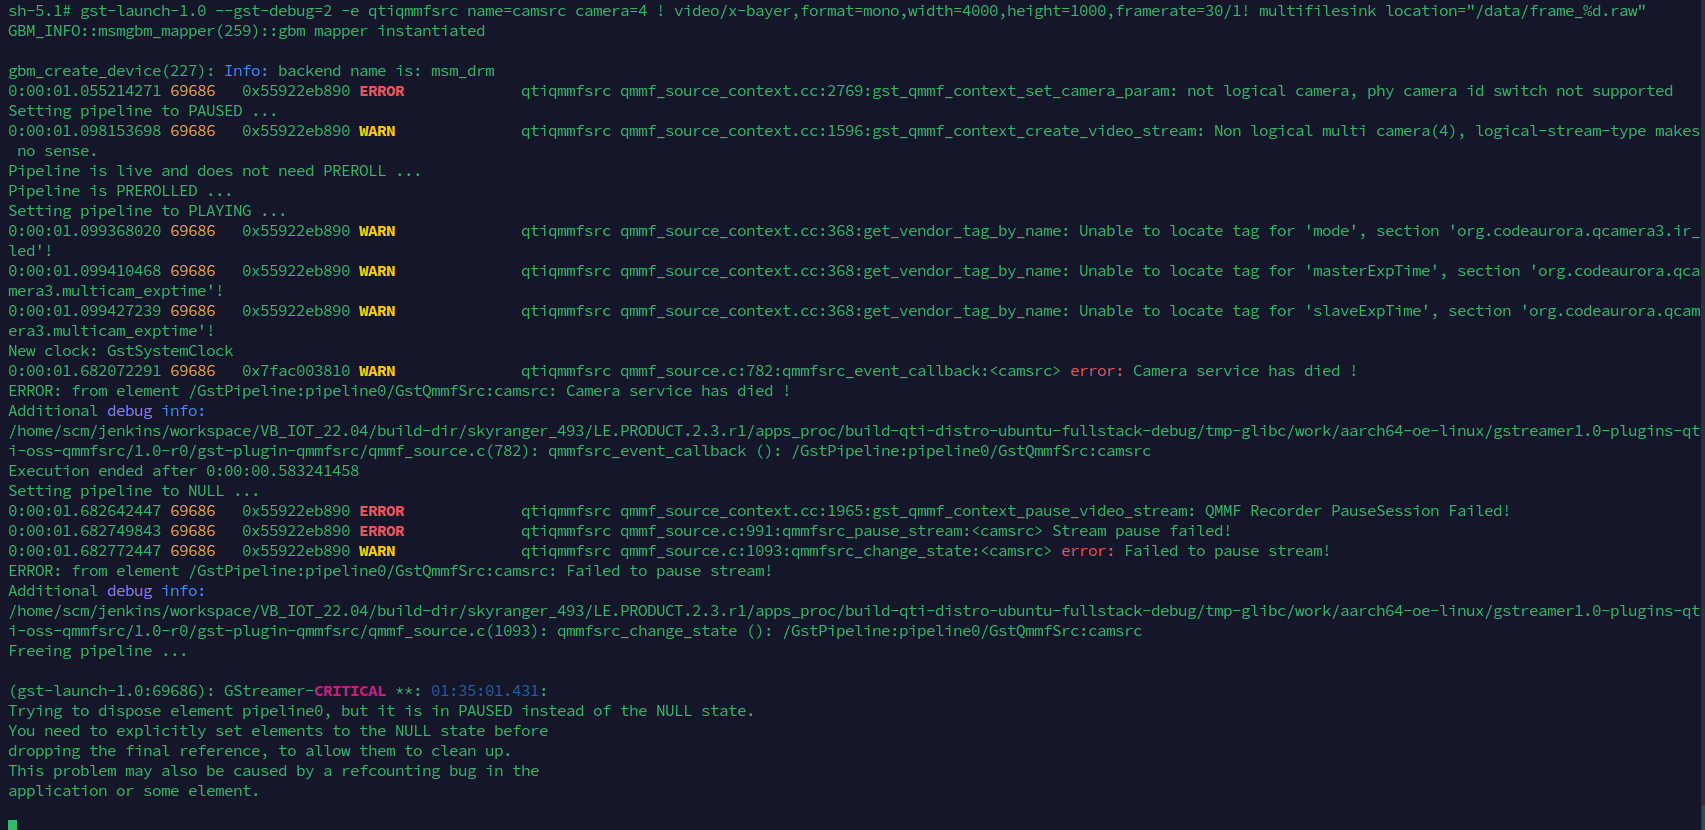 sh-5.1# gst-launch-1.0 --gst-debug=2 -e qtiqmmfsrc name=camsrc camera=4 ! video/x-bayer,format=mono,width=4000,height=1000,framerate=30/1! multifilesink location="/data/frame_%d.raw"
GBM_INFO::msmgbm_mapper(259)::gbm mapper instantiated
gbm_create_device(227): Info: backend name is: msm_drm
0:00:01.055214271 69686   0x55922eb890 ERROR             qtiqmmfsrc qmmf_source_context.cc:2769:gst_qmmf_context_set_camera_param: not logical camera, phy camera id switch not supported
Setting pipeline to PAUSED ...
0:00:01.098153698 69686   0x55922eb890 WARN              qtiqmmfsrc qmmf_source_context.cc:1596:gst_qmmf_context_create_video_stream: Non logical multi camera(4), logical-stream-type makes
 no sense.
Pipeline is live and does not need PREROLL ...
Pipeline is PREROLLED ...
Setting pipeline to PLAYING ...
0:00:01.099368020 69686   0x55922eb890 WARN              qtiqmmfsrc qmmf_source_context.cc:368:get_vendor_tag_by_name: Unable to locate tag for 'mode', section 'org.codeaurora.qcamera3.ir_
led'!
0:00:01.099410468 69686   0x55922eb890 WARN              qtiqmmfsrc qmmf_source_context.cc:368:get_vendor_tag_by_name: Unable to locate tag for 'masterExpTime', section 'org.codeaurora.qca
mera3.multicam_exptime'!
0:00:01.099427239 69686   0x55922eb890 WARN              qtiqmmfsrc qmmf_source_context.cc:368:get_vendor_tag_by_name: Unable to locate tag for 'slaveExpTime', section 'org.codeaurora.qcam
era3.multicam_exptime'!
New clock: GstSystemClock
0:00:01.682072291 69686   0x7fac003810 WARN              qtiqmmfsrc qmmf_source.c:782:qmmfsrc_event_callback:<camsrc> error: Camera service has died !
ERROR: from element /GstPipeline:pipeline0/GstQmmfSrc:camsrc: Camera service has died !
Additional debug info:
/home/scm/jenkins/workspace/VB_IOT_22.04/build-dir/skyranger_493/LE.PRODUCT.2.3.r1/apps_proc/build-qti-distro-ubuntu-fullstack-debug/tmp-glibc/work/aarch64-oe-linux/gstreamer1.0-plugins-qt
i-oss-qmmfsrc/1.0-r0/gst-plugin-qmmfsrc/qmmf_source.c(782): qmmfsrc_event_callback (): /GstPipeline:pipeline0/GstQmmfSrc:camsrc
Execution ended after 0:00:00.583241458
Setting pipeline to NULL ...
0:00:01.682642447 69686   0x55922eb890 ERROR             qtiqmmfsrc qmmf_source_context.cc:1965:gst_qmmf_context_pause_video_stream: QMMF Recorder PauseSession Failed!
0:00:01.682749843 69686   0x55922eb890 ERROR             qtiqmmfsrc qmmf_source.c:991:qmmfsrc_pause_stream:<camsrc> Stream pause failed!
0:00:01.682772447 69686   0x55922eb890 WARN              qtiqmmfsrc qmmf_source.c:1093:qmmfsrc_change_state:<camsrc> error: Failed to pause stream!
ERROR: from element /GstPipeline:pipeline0/GstQmmfSrc:camsrc: Failed to pause stream!
Additional debug info:
/home/scm/jenkins/workspace/VB_IOT_22.04/build-dir/skyranger_493/LE.PRODUCT.2.3.r1/apps_proc/build-qti-distro-ubuntu-fullstack-debug/tmp-glibc/work/aarch64-oe-linux/gstreamer1.0-plugins-qt
i-oss-qmmfsrc/1.0-r0/gst-plugin-qmmfsrc/qmmf_source.c(1093): qmmfsrc_change_state (): /GstPipeline:pipeline0/GstQmmfSrc:camsrc
Freeing pipeline ...
(gst-launch-1.0:69686): GStreamer-CRITICAL **: 01:35:01.431:
Trying to dispose element pipeline0, but it is in PAUSED instead of the NULL state.
You need to explicitly set elements to the NULL state before
dropping the final reference, to allow them to clean up.
This problem may also be caused by a refcounting bug in the
application or some element.